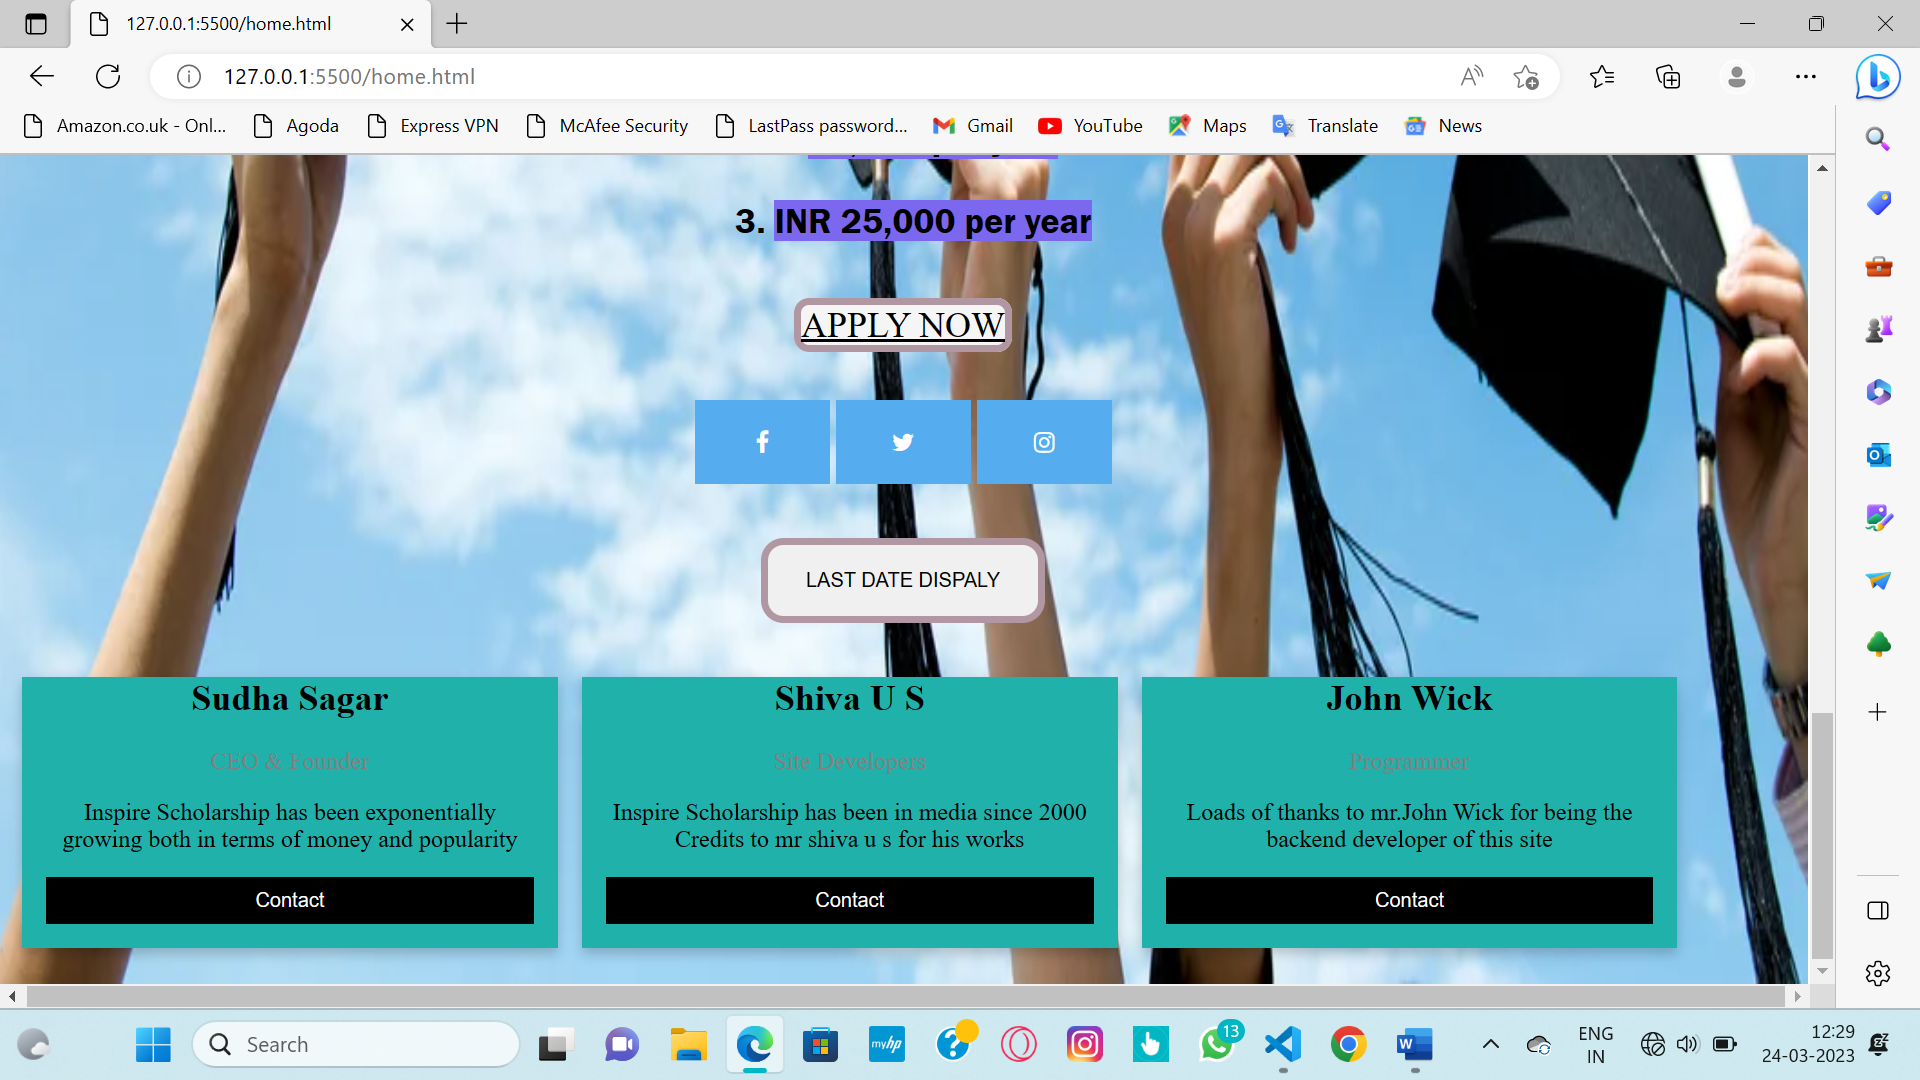 127.0.0.1:5500/home.html
127.0.0.1:5500/home.html
Amazon.co.uk - Onl...
Agoda
Express VPN
McAfee Security
LastPass password...
Gmail
YouTube
Maps
Translate
News
3. INR 25,000 per year
APPLY NOW
LAST DATE DISPALY
Sudha Sagar
CEO & Founder
Inspire Scholarship has been exponentially
growing both in terms of money and popularity
Contact
Shiva U S
Site Developers
Inspire Scholarship has been in media since 2000
Credits to mr shiva u s for his works
Contact
John Wick
Programmer
Loads of thanks to mr.John Wick for being the
backend developer of this site
Contact
Search
myhp
13
ENG
IN
12:29
24-03-2023